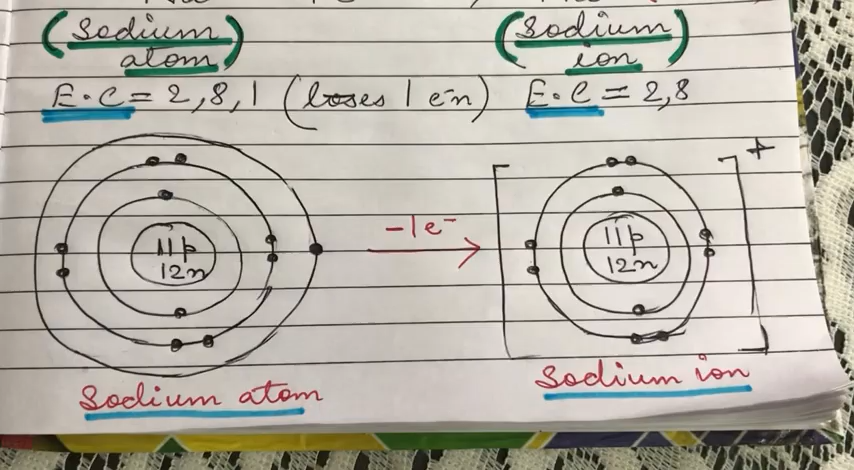 (Sodium atom) (Sodium ion)
E.C = 2,8,1 (loses 1 e-n) E.C = 2,8
+
-1e⁻
11p 11p
12n 12n
Sodium atom Sodium ion